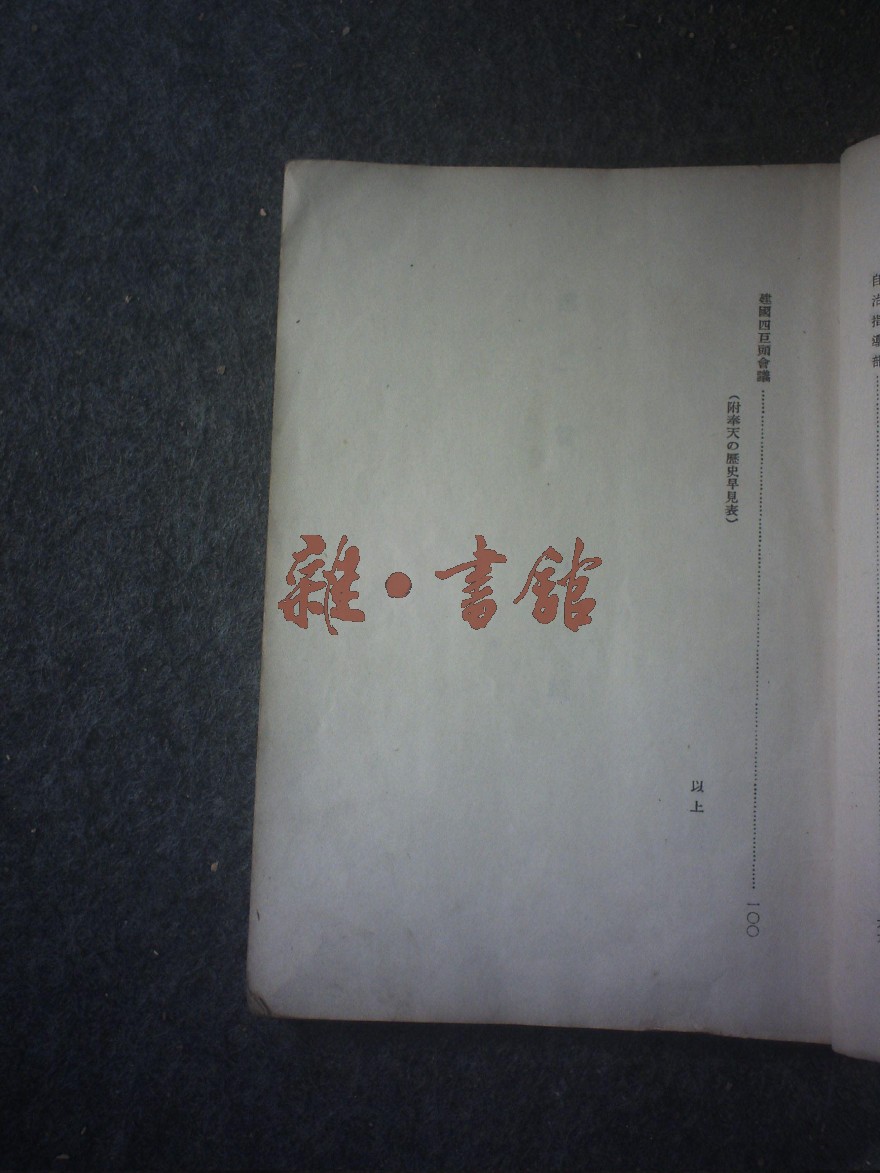 自治指導部
建國四巨頭會議……一〇〇
（附奉天の歷史早見表）
以上
雜·書館